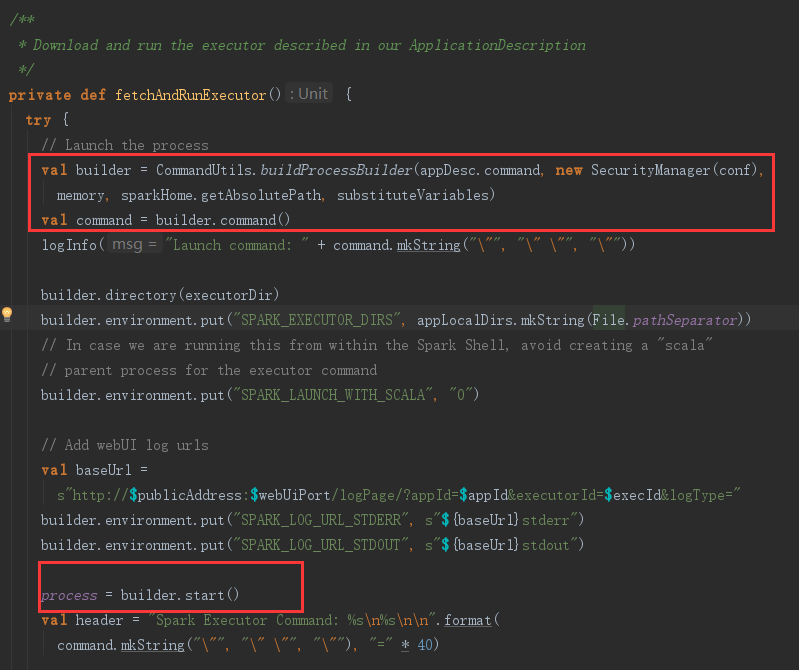 /**
* Download and run the executor described in our ApplicationDescription
*/
private def fetchAndRunExecutor() : Unit {
try {
// Launch the process
val builder = CommandUtils.buildProcessBuilder(appDesc.command, new SecurityManager(conf),
memory, sparkHome.getAbsolutePath, substituteVariables)
val command = builder.command()
logInfo( msg = "Launch command: " + command.mkString("\"", "\" \"", "\""))
builder.directory(executorDir)
builder.environment.put("SPARK_EXECUTOR_DIRS", appLocalDirs.mkString(File.pathSeparator))
// In case we are running this from within the Spark Shell, avoid creating a "scala"
// parent process for the executor command
builder.environment.put("SPARK_LAUNCH_WITH_SCALA", "0")
// Add webUI log urls
val baseUrl =
s"http://$publicAddress:$webUiPort/logPage/?appId=$appId&executorId=$execId&logType="
builder.environment.put("SPARK_LOG_URL_STDERR", s"${baseUrl}stderr")
builder.environment.put("SPARK_LOG_URL_STDOUT", s"${baseUrl}stdout")
process = builder.start()
val header = "Spark Executor Command: %s\n%s\n\n".format(
command.mkString("\"", "\" \"", "\""), "=" * 40)